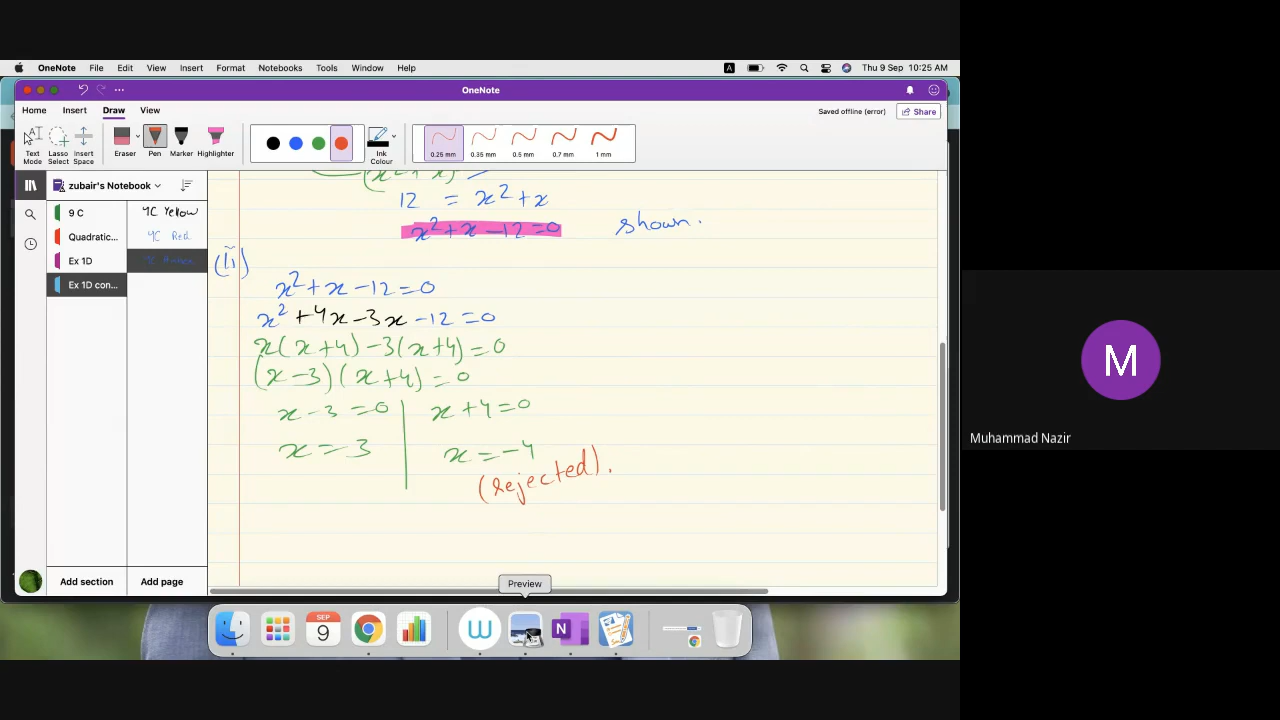 OneNote File Edit View Insert Format Notebooks Tools Window Help A Thu 9 Sep 10:25 AM
OneNote
Home Insert Draw View Saved offline (error) Share
Text Mode Lasso Select Insert Space Eraser Pen Marker Highlighter Ink Colour 0.25 mm 0.35 mm 0.5 mm 0.7 mm 1 mm
zubair's Notebook
9 C
Quadratic...
Ex 1D
Ex 1D con...
9C Yellow
9C Red
Add section Add page
12 = x² + x
x² + x - 12 = 0 shown.
(ii)
x² + x - 12 = 0
x² + 4x - 3x - 12 = 0
x(x+4) - 3(x+4) = 0
(x-3)(x+4) = 0
x - 3 = 0 x + 4 = 0
x = 3 x = -4
(rejected).
Preview
SEP
9
M
Muhammad Nazir